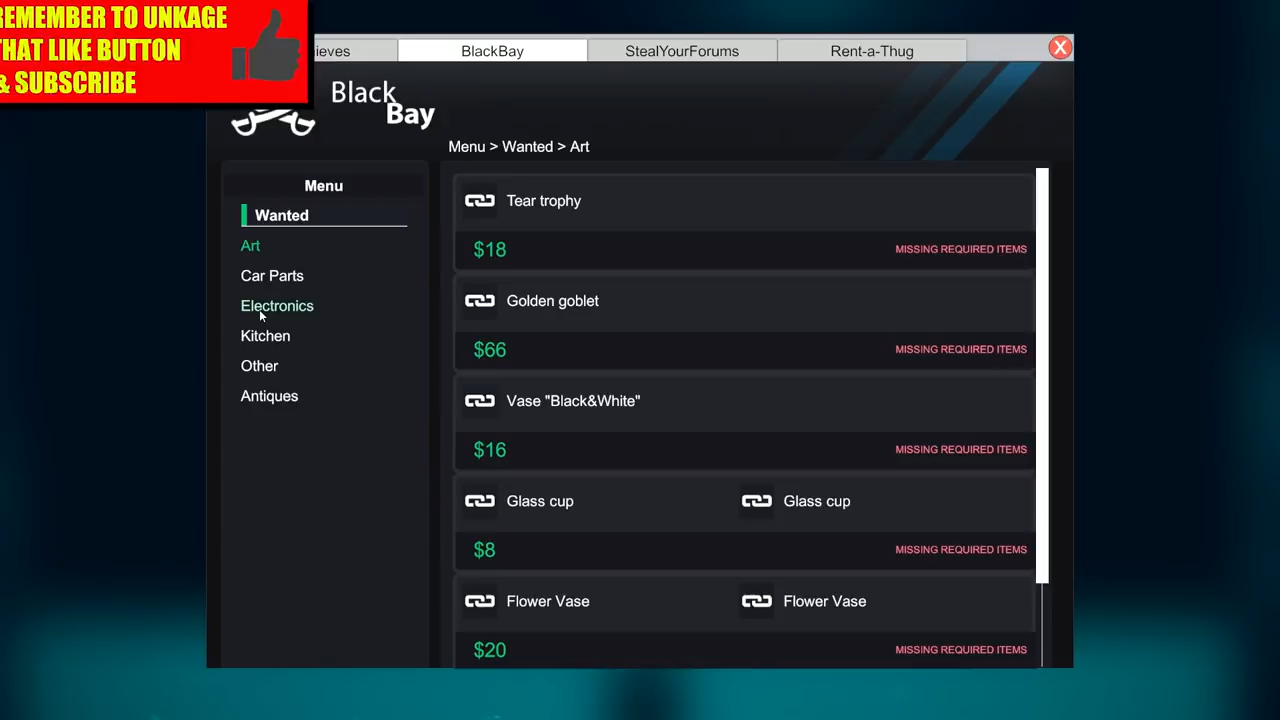 REMEMBER TO UNKAGE
THAT LIKE BUTTON
& SUBSCRIBE
ieves
BlackBay
StealYourForums
Rent-a-Thug
X
Black
Bay
Menu > Wanted > Art
Menu
Wanted
Art
Car Parts
Electronics
Kitchen
Other
Antiques
Tear trophy
$18
MISSING REQUIRED ITEMS
Golden goblet
$66
MISSING REQUIRED ITEMS
Vase "Black&White"
$16
MISSING REQUIRED ITEMS
Glass cup
Glass cup
$8
MISSING REQUIRED ITEMS
Flower Vase
Flower Vase
$20
MISSING REQUIRED ITEMS